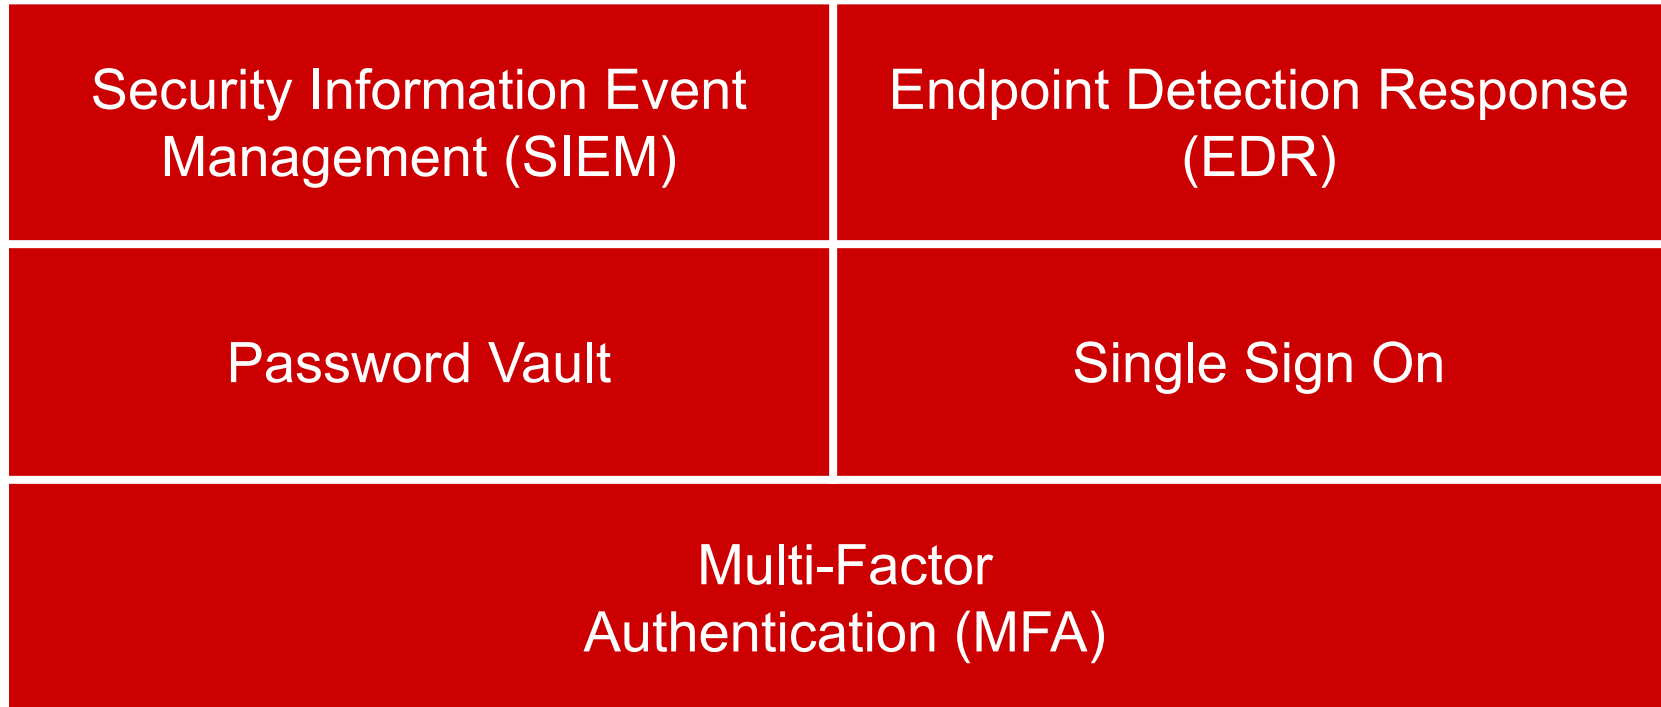 Security Information Event
Management (SIEM)
Endpoint Detection Response
(EDR)
Password Vault
Single Sign On
Multi-Factor
Authentication (MFA)